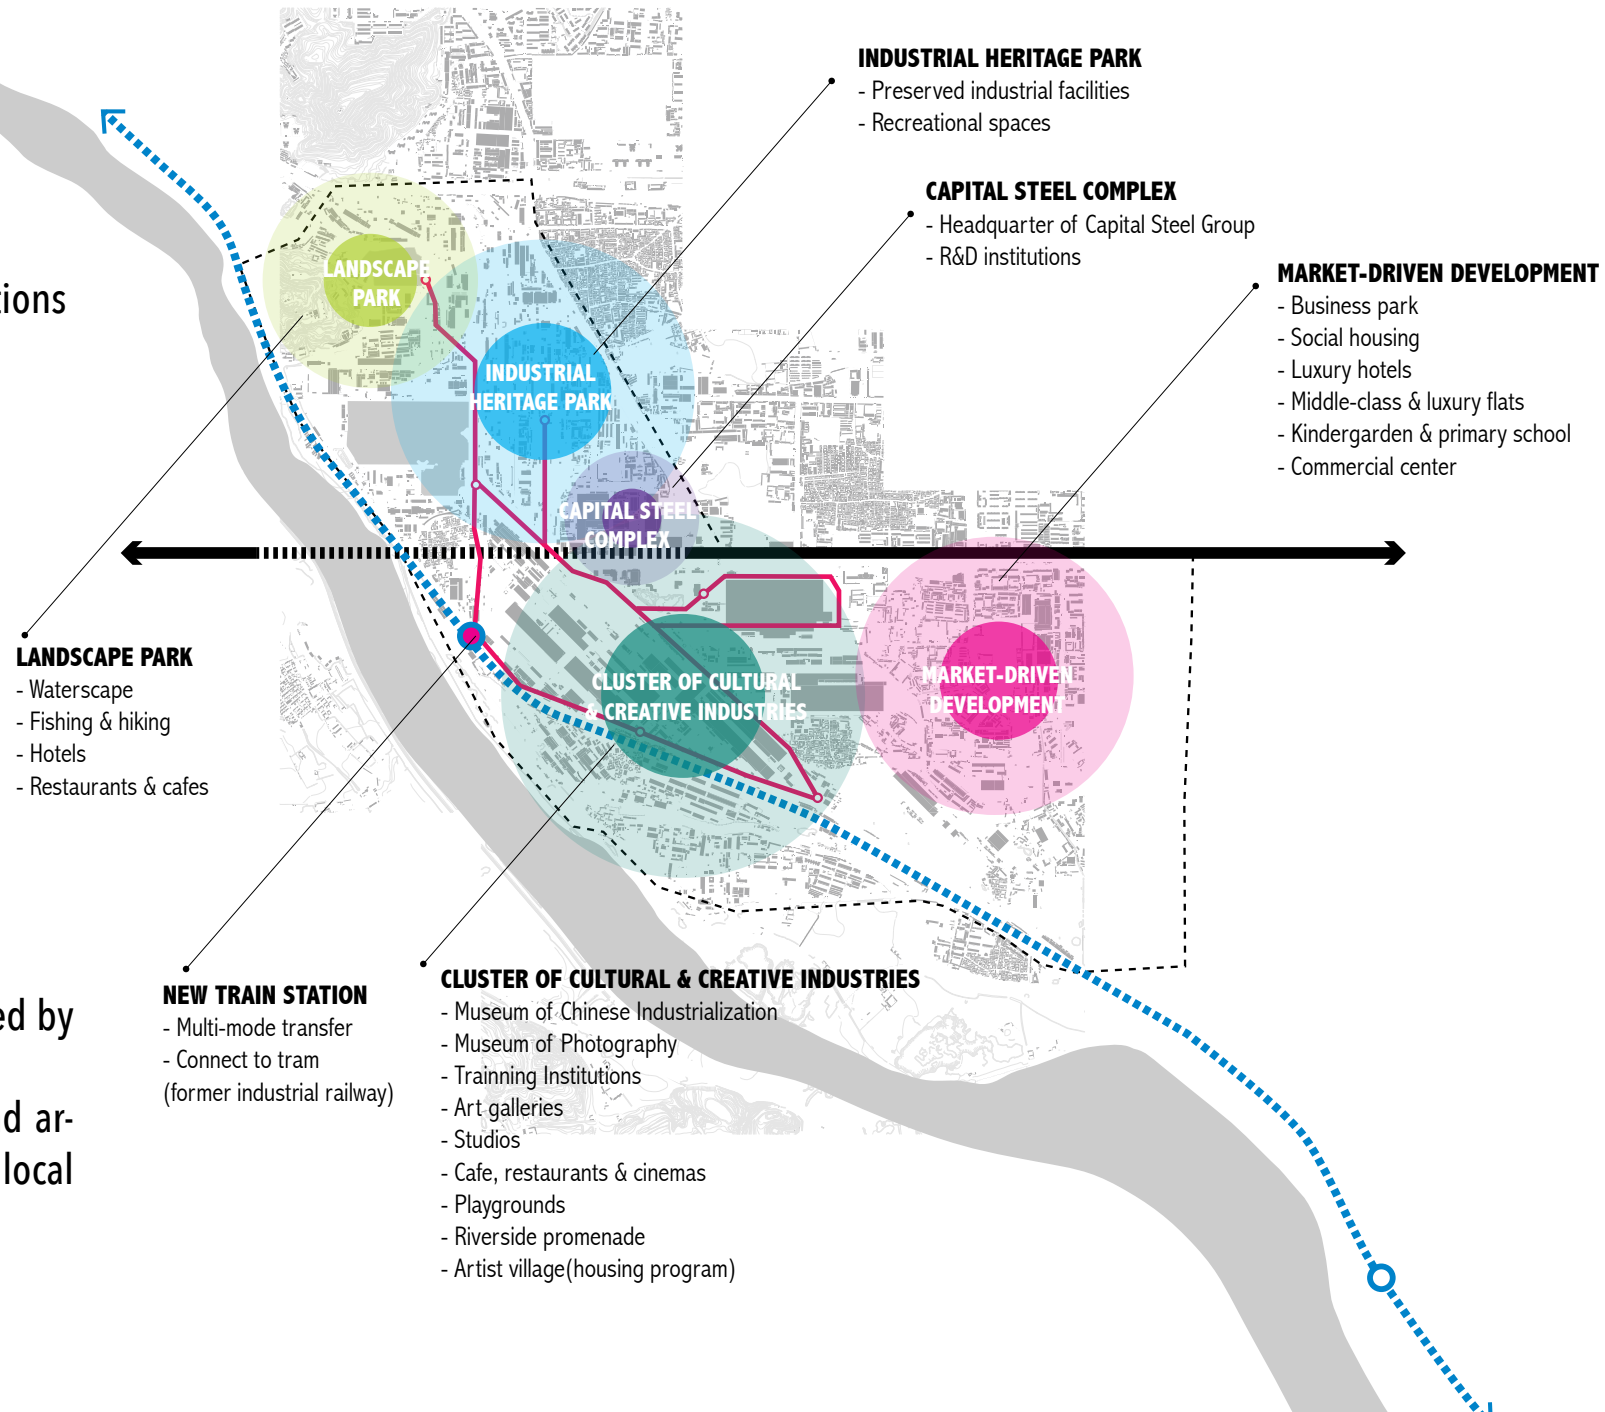 INDUSTRIAL HERITAGE PARK
- Preserved industrial facilities
- Recreational spaces
CAPITAL STEEL COMPLEX
- Headquarter of Capital Steel Group
- R&D institutions
MARKET-DRIVEN DEVELOPMENT
- Business park
- Social housing
- Luxury hotels
- Middle-class & luxury flats
- Kindergarden & primary school
- Commercial center
LANDSCAPE
PARK
INDUSTRIAL
HERITAGE PARK
CAPITAL STEEL
COMPLEX
CLUSTER OF CULTURAL
& CREATIVE INDUSTRIES
MARKET-DRIVEN
DEVELOPMENT
LANDSCAPE PARK
- Waterscape
- Fishing & hiking
- Hotels
- Restaurants & cafes
NEW TRAIN STATION
- Multi-mode transfer
- Connect to tram
(former industrial railway)
CLUSTER OF CULTURAL & CREATIVE INDUSTRIES
- Museum of Chinese Industrialization
- Museum of Photography
- Trainning Institutions
- Art galleries
- Studios
- Cafe, restaurants & cinemas
- Playgrounds
- Riverside promenade
- Artist village(housing program)
tions
ed by
d ar-
local